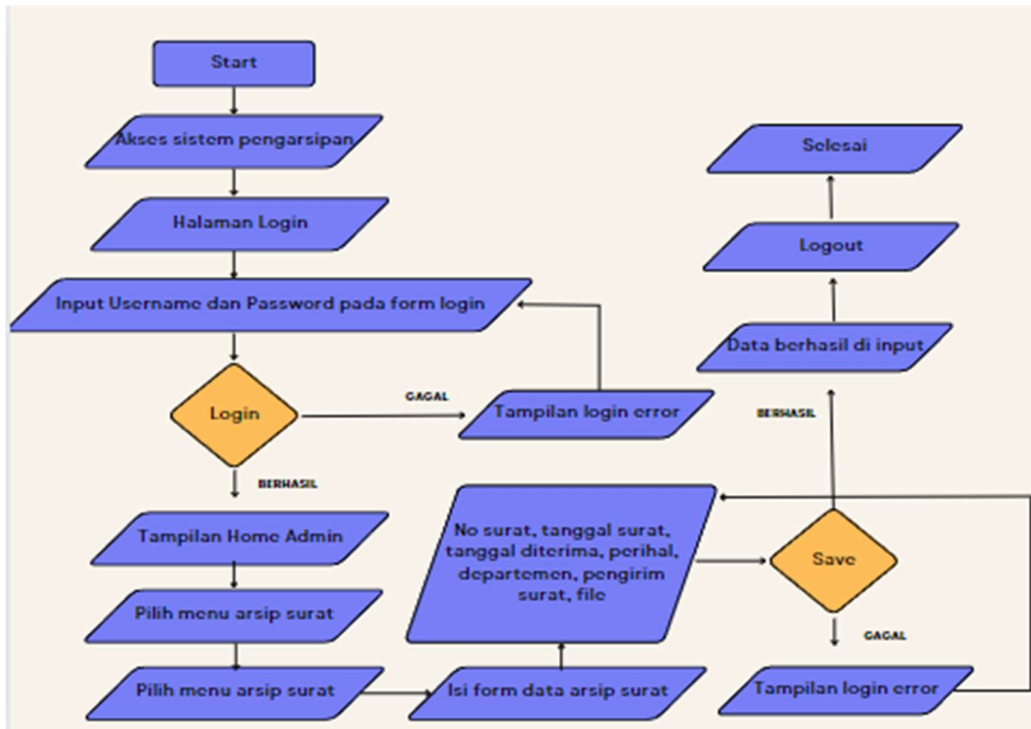 Start
Akses sistem pengarsipan
Halaman Login
Input Username dan Password pada form login
Login
GAGAL
Tampilan login error
BERHASIL
Tampilan Home Admin
Pilih menu arsip surat
Pilih menu arsip surat
Isi form data arsip surat
No surat, tanggal surat,
tanggal diterima, perihal,
departemen, pengirim
surat, file
Save
GAGAL
Tampilan login error
BERHASIL
Data berhasil di input
Logout
Selesai